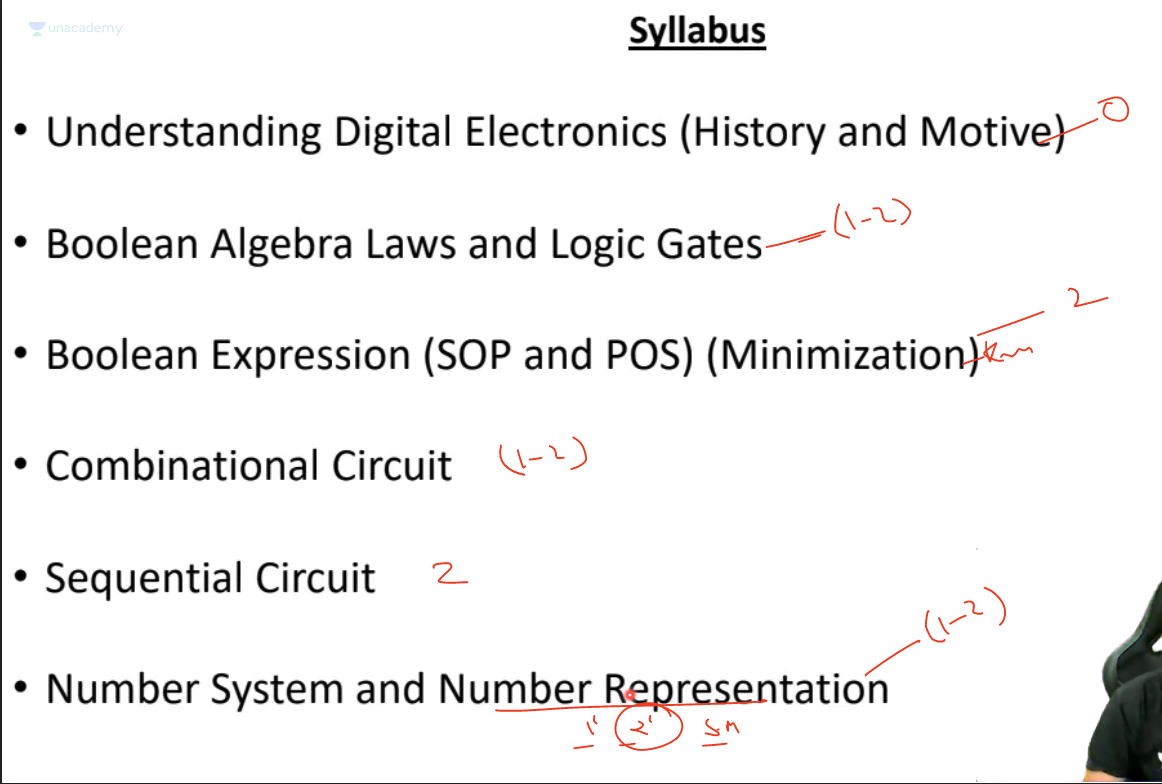 unacademy
Syllabus
• Understanding Digital Electronics (History and Motive) 0
• Boolean Algebra Laws and Logic Gates (1-2)
2
• Boolean Expression (SOP and POS) (Minimization)
• Combinational Circuit (1-2)
• Sequential Circuit 2
(1-2)
• Number System and Number Representation
1' 2' SM